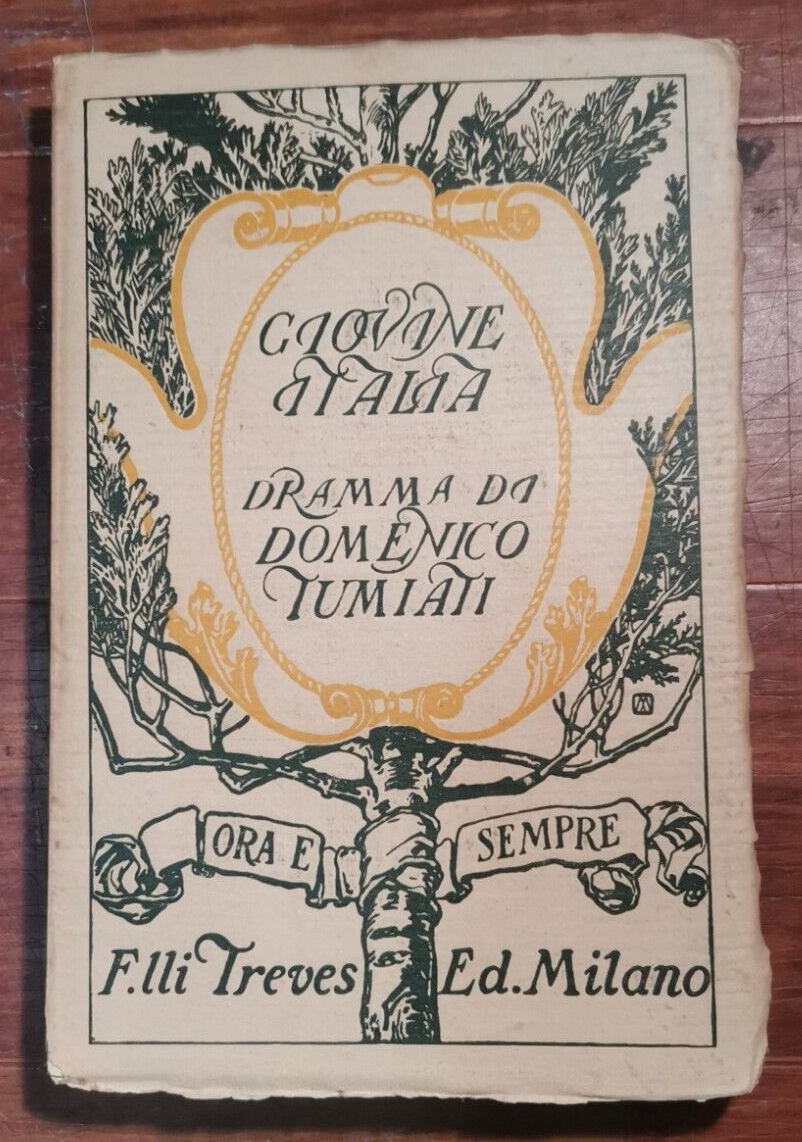 GIOVINE
ITALIA
DRAMMA DI
DOMENICO
TUMIATI
ORA E SEMPRE
F.lli Treves Ed. Milano